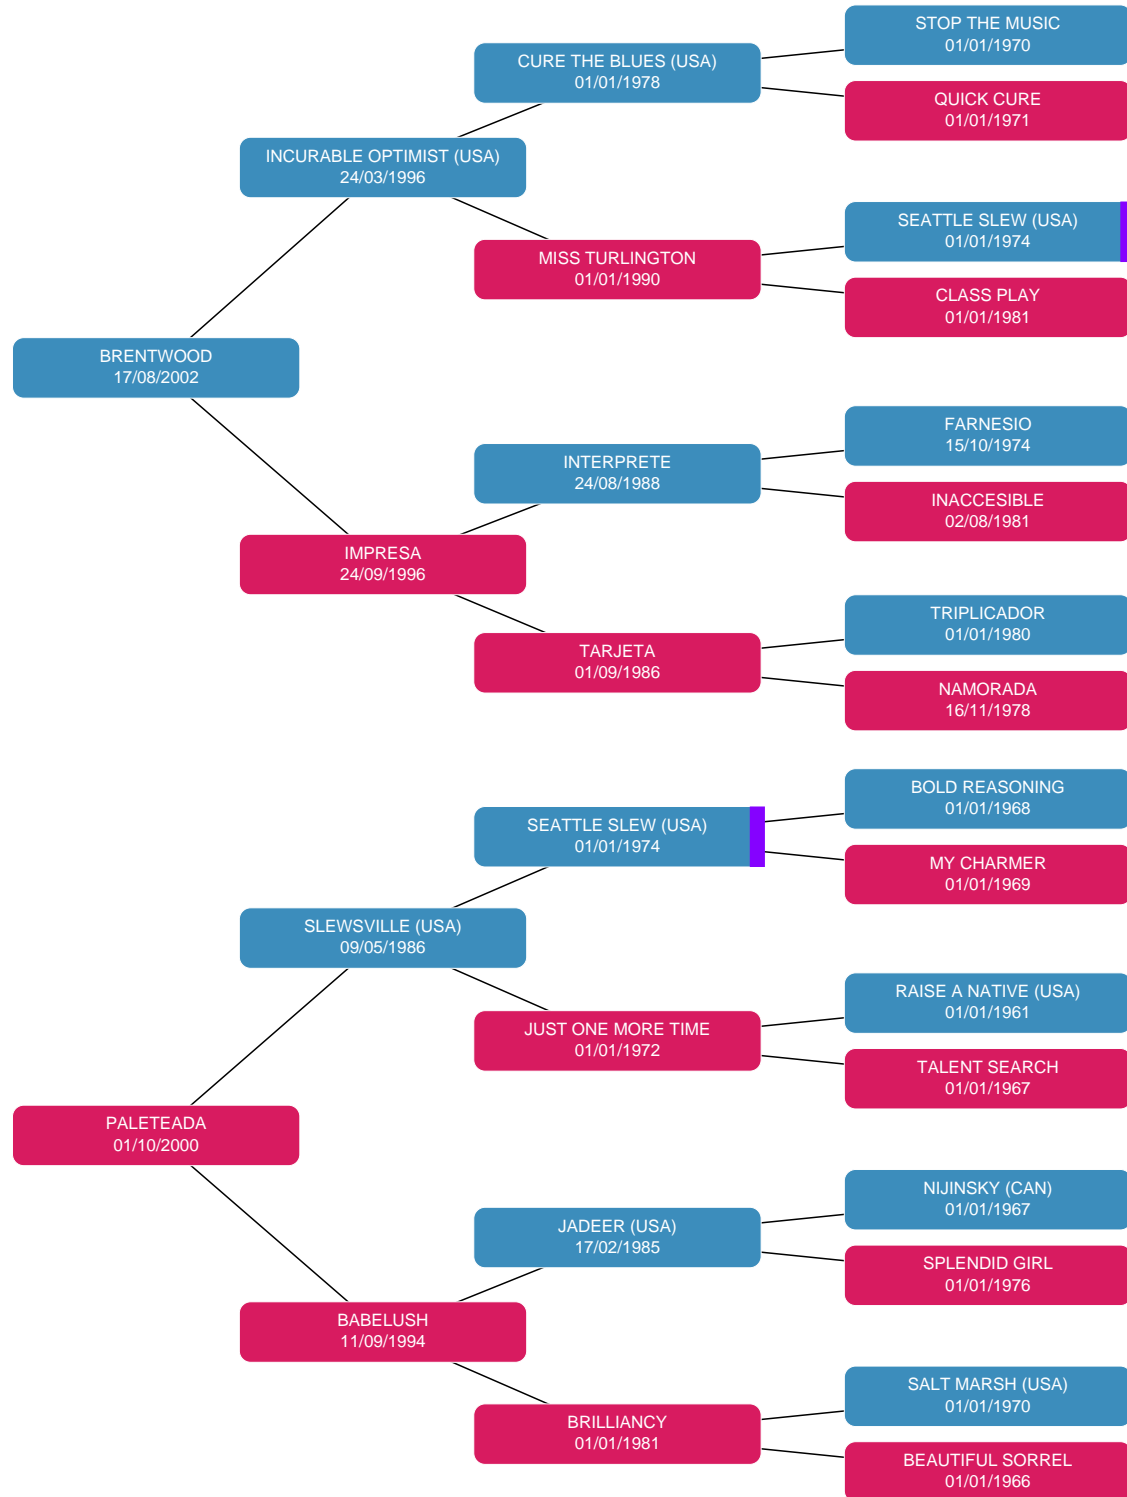 STOP THE MUSIC
01/01/1970
CURE THE BLUES (USA)
01/01/1978
QUICK CURE
01/01/1971
INCURABLE OPTIMIST (USA)
24/03/1996
SEATTLE SLEW (USA)
01/01/1974
MISS TURLINGTON
01/01/1990
CLASS PLAY
01/01/1981
BRENTWOOD
17/08/2002
FARNESIO
15/10/1974
INTERPRETE
24/08/1988
INACCESIBLE
02/08/1981
IMPRESA
24/09/1996
TRIPLICADOR
01/01/1980
TARJETA
01/09/1986
NAMORADA
16/11/1978
BOLD REASONING
01/01/1968
SEATTLE SLEW (USA)
01/01/1974
MY CHARMER
01/01/1969
SLEWSVILLE (USA)
09/05/1986
RAISE A NATIVE (USA)
01/01/1961
JUST ONE MORE TIME
01/01/1972
TALENT SEARCH
01/01/1967
PALETEADA
01/10/2000
NIJINSKY (CAN)
01/01/1967
JADEER (USA)
17/02/1985
SPLENDID GIRL
01/01/1976
BABELUSH
11/09/1994
SALT MARSH (USA)
01/01/1970
BRILLIANCY
01/01/1981
BEAUTIFUL SORREL
01/01/1966